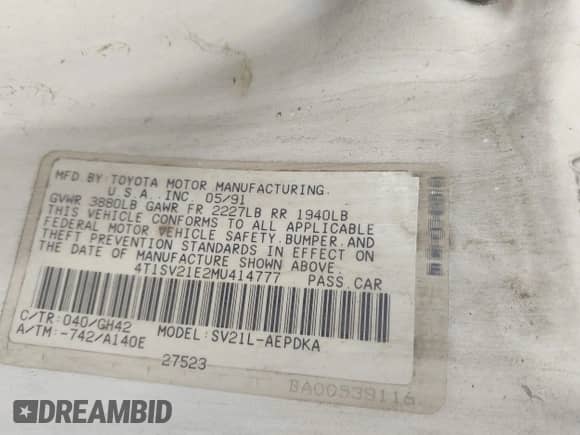 MFD BY: TOYOTA MOTOR MANUFACTURING.
U S A., INC. 05/91
GVWR 3880LB GAWR FR 2227LB RR 1940LB
THIS VEHICLE CONFORMS TO ALL APPLICABLE
FEDERAL MOTOR VEHICLE SAFETY, BUMPER, AND
THEFT PREVENTION STANDARDS IN EFFECT ON
THE DATE OF MANUFACTURE SHOWN ABOVE.
4T1SV21E2MU414777 PASS. CAR
C/TR: 040/GH42 MODEL: SV21L-AEPDKA
A/TM: -742/A140E
27523
BA00539116
DREAMBID